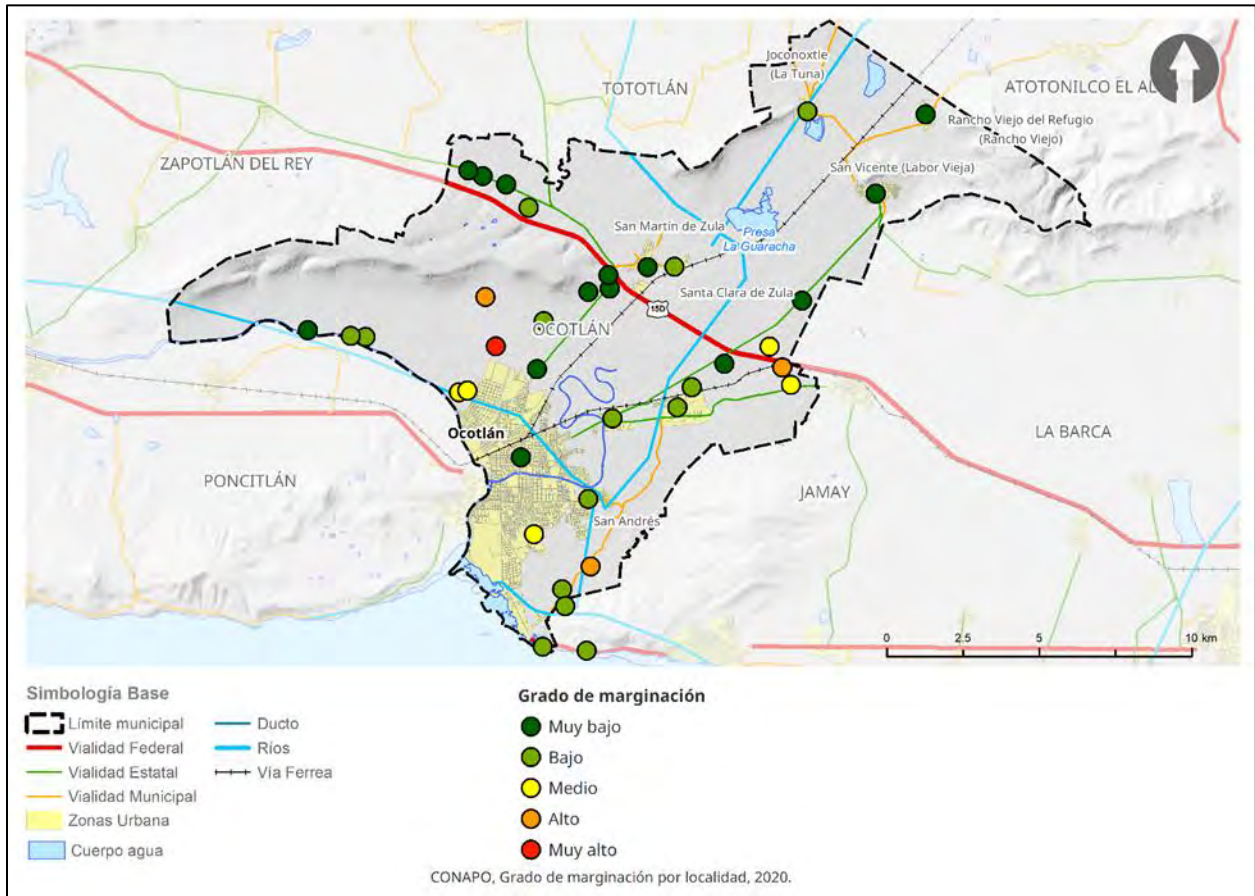 Joconoxtle
(La Tuna)
TOTOTLÁN
ATOTONILCO EL AL
Rancho Viejo del Refugio
(Rancho Viejo)
ZAPOTLÁN DEL REY
San Vicente (Labor Vieja)
San Martín de Zula
Presa
La Guaracha
Santa Clara de Zula
15D
OCOTLÁN
Ocotlán
LA BARCA
PONCITLÁN
JAMAY
San Andrés
0 2.5 5 10 km
Simbología Base
Límite municipal
Vialidad Federal
Vialidad Estatal
Vialidad Municipal
Zonas Urbana
Cuerpo agua
Ducto
Ríos
Vía Ferrea
Grado de marginación
Muy bajo
Bajo
Medio
Alto
Muy alto
CONAPO, Grado de marginación por localidad, 2020.